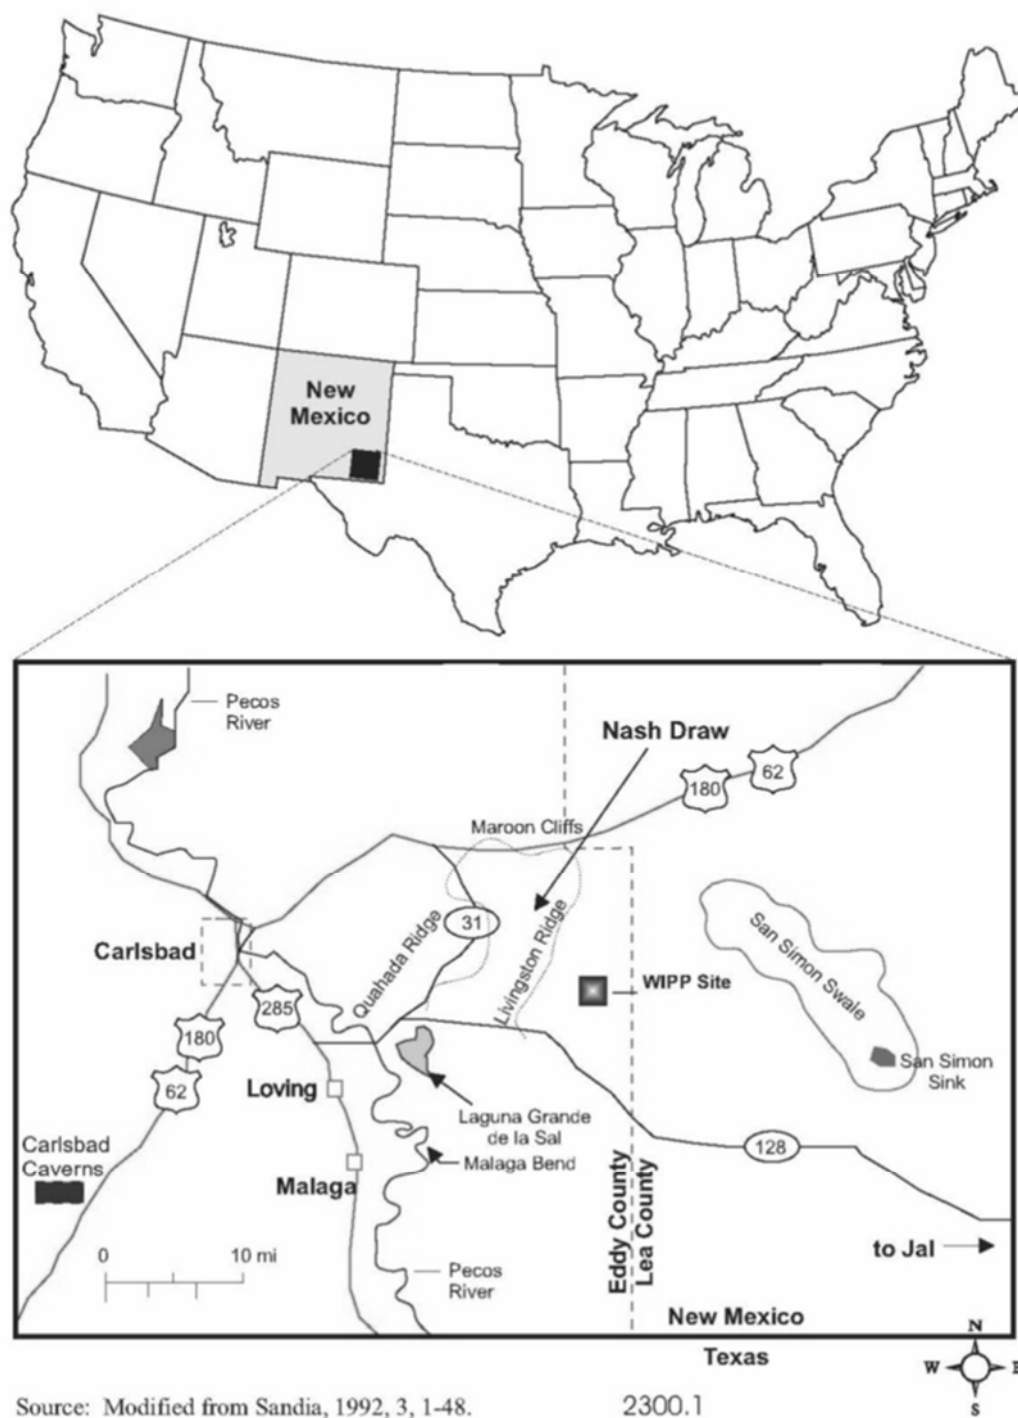 New
Mexico
Pecos
River
Nash Draw
62
180
Maroon Cliffs
Carlsbad
Quahada Ridge
31
Livingston Ridge
San Simon Swale
WIPP Site
285
180
62
San Simon
Sink
Loving
Laguna Grande
de la Sal
Malaga Bend
128
Carlsbad
Caverns
Malaga
Eddy County
Lea County
to Jal
0 10 mi
Pecos
River
New Mexico
Texas
N
W E
S
Source: Modified from Sandia, 1992, 3, 1-48.
2300.1